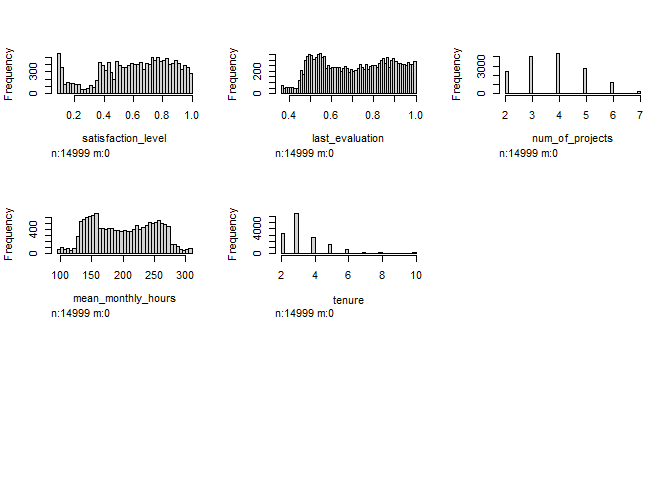 Frequency
0 300
0.2 0.4 0.6 0.8 1.0
satisfaction_level
n:14999 m:0
Frequency
0 200
0.4 0.6 0.8 1.0
last_evaluation
n:14999 m:0
Frequency
0 3000
2 3 4 5 6 7
num_of_projects
n:14999 m:0
Frequency
0 400
100 150 200 250 300
mean_monthly_hours
n:14999 m:0
Frequency
0 4000
2 4 6 8 10
tenure
n:14999 m:0